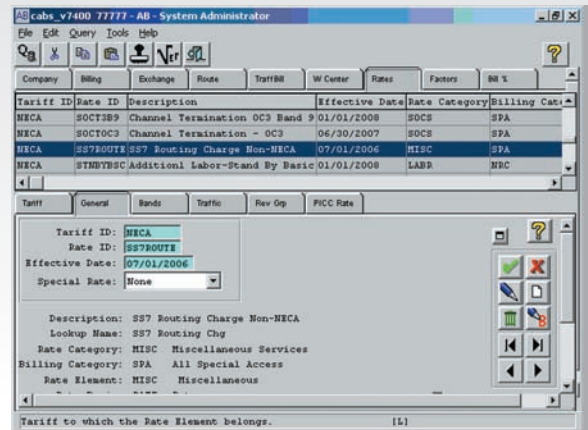 AB cabs_v7400 77777 - AB - System Administrator
File Edit Query Tools Help
Company Billing Exchange Route TraffBill W Center Rates Factors Bill %
Tariff ID Rate ID Description Effective Date Rate Category Billing Cate
NECA SOCT3B9 Channel Termination OC3 Band 9 01/01/2008 SOCS SPA
NECA SOCTOC3 Channel Termination - OC3 06/30/2007 SOCS SPA
NECA SS7ROUTE SS7 Routing Charge Non-NECA 07/01/2006 MISC SPA
NECA STNBYBSC Additionl Labor-Stand By Basic 01/01/2008 LABR NRC
Tariff General Bands Traffic Rev Grp PICC Rate
Tariff ID: NECA
Rate ID: SS7ROUTE
Effective Date: 07/01/2006
Special Rate: None
Description: SS7 Routing Charge Non-NECA
Lookup Name: SS7 Routing Chg
Rate Category: MISC Miscellaneous Services
Billing Category: SPA All Special Access
Rate Element: MISC Miscellaneous
Tariff to which the Rate Element belongs. [L]